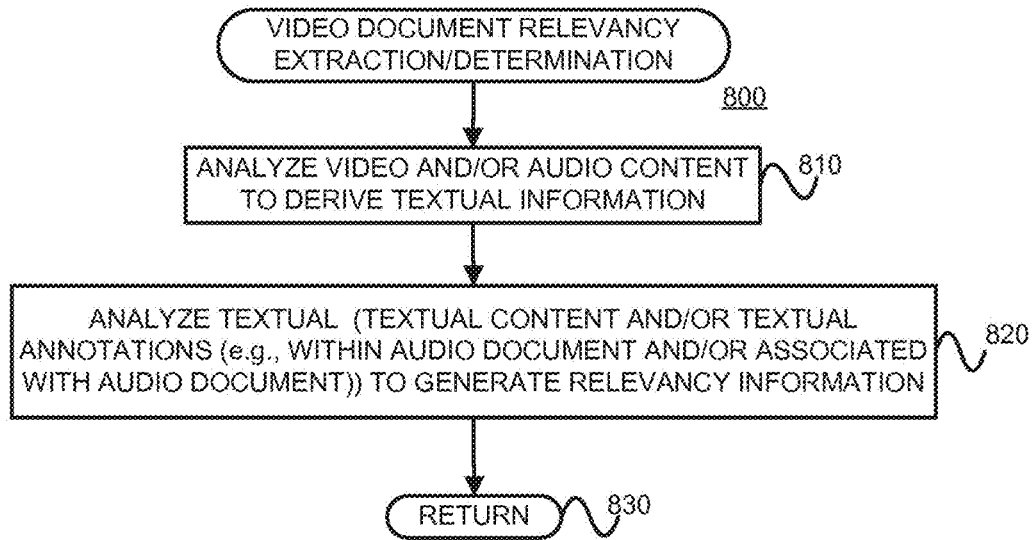 VIDEO DOCUMENT RELEVANCY
EXTRACTION/DETERMINATION
800
ANALYZE VIDEO AND/OR AUDIO CONTENT
TO DERIVE TEXTUAL INFORMATION
810
ANALYZE TEXTUAL (TEXTUAL CONTENT AND/OR TEXTUAL
ANNOTATIONS (e.g., WITHIN AUDIO DOCUMENT AND/OR ASSOCIATED
WITH AUDIO DOCUMENT)) TO GENERATE RELEVANCY INFORMATION
820
RETURN
830